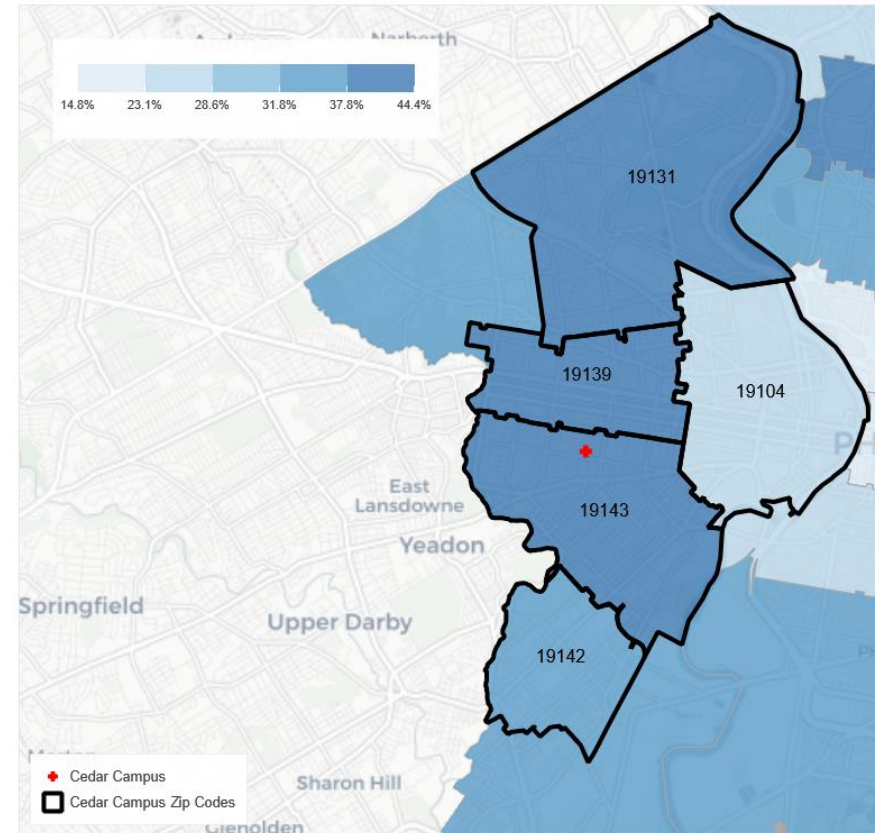 Narberth
14.8% 23.1% 28.6% 31.8% 37.8% 44.4%
19131
19139
19104
PH
East
Lansdowne
19143
Yeadon
Springfield
Upper Darby
19142
Cedar Campus
Sharon Hill
Cedar Campus Zip Codes
Glenolden